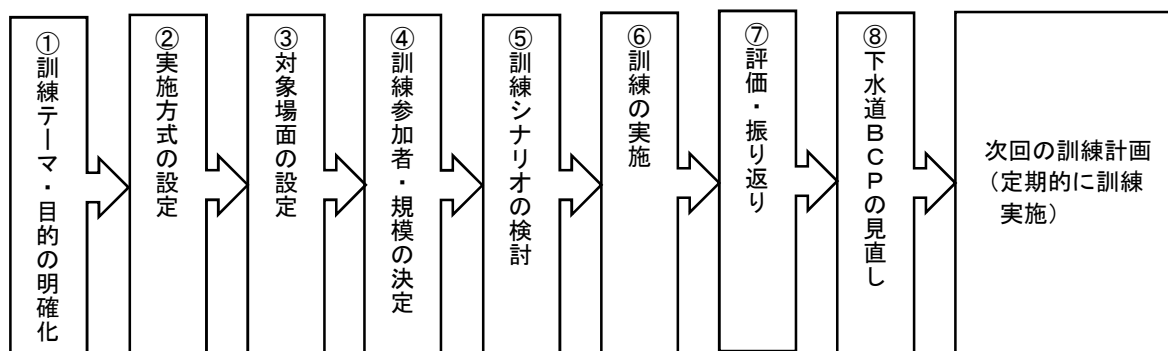 ①訓練テーマ・目的の明確化
②実施方式の設定
③対象場面の設定
④訓練参加者・規模の決定
⑤訓練シナリオの検討
⑥訓練の実施
⑦評価・振り返り
⑧下水道ＢＣＰの見直し
次回の訓練計画
（定期的に訓練
実施）